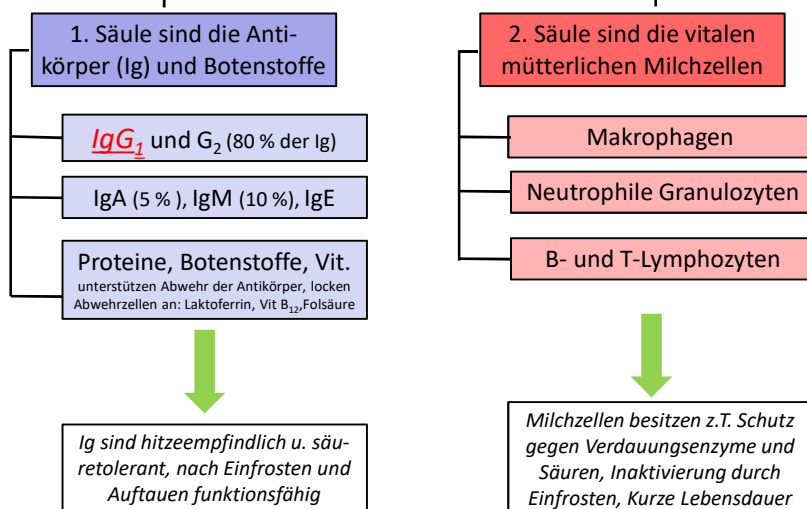 1. Säule sind die Anti-
körper (Ig) und Botenstoffe
IgG1 und G2 (80 % der Ig)
IgA (5 % ), IgM (10 %), IgE
Proteine, Botenstoffe, Vit.
unterstützen Abwehr der Antikörper, locken
Abwehrzellen an: Laktoferrin, Vit B12,Folsäure
Ig sind hitzeempfindlich u. säu-
retolerant, nach Einfrosten und
Auftauen funktionsfähig
2. Säule sind die vitalen
mütterlichen Milchzellen
Makrophagen
Neutrophile Granulozyten
B- und T-Lymphozyten
Milchzellen besitzen z.T. Schutz
gegen Verdauungsenzyme und
Säuren, Inaktivierung durch
Einfrosten, Kurze Lebensdauer